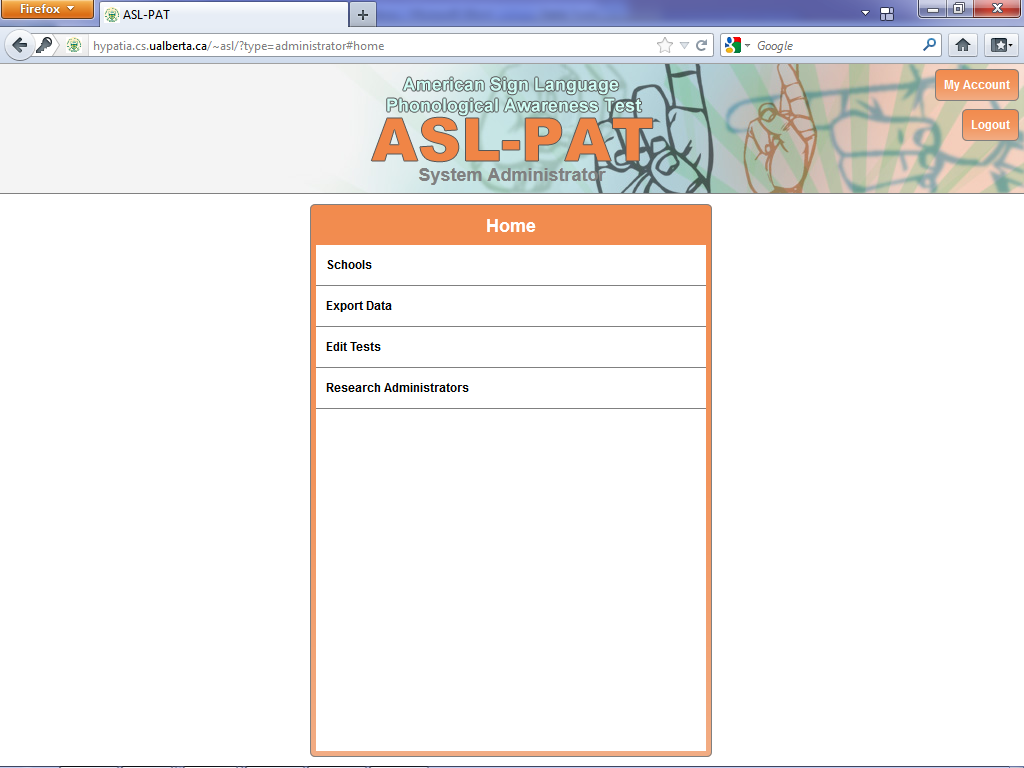 Firefox
ASL-PAT
hypatia.cs.ualberta.ca/~asl/?type=administrator#home
Google
American Sign Language
Phonological Awareness Test
ASL-PAT
System Administrator
My Account
Logout
Home
Schools
Export Data
Edit Tests
Research Administrators